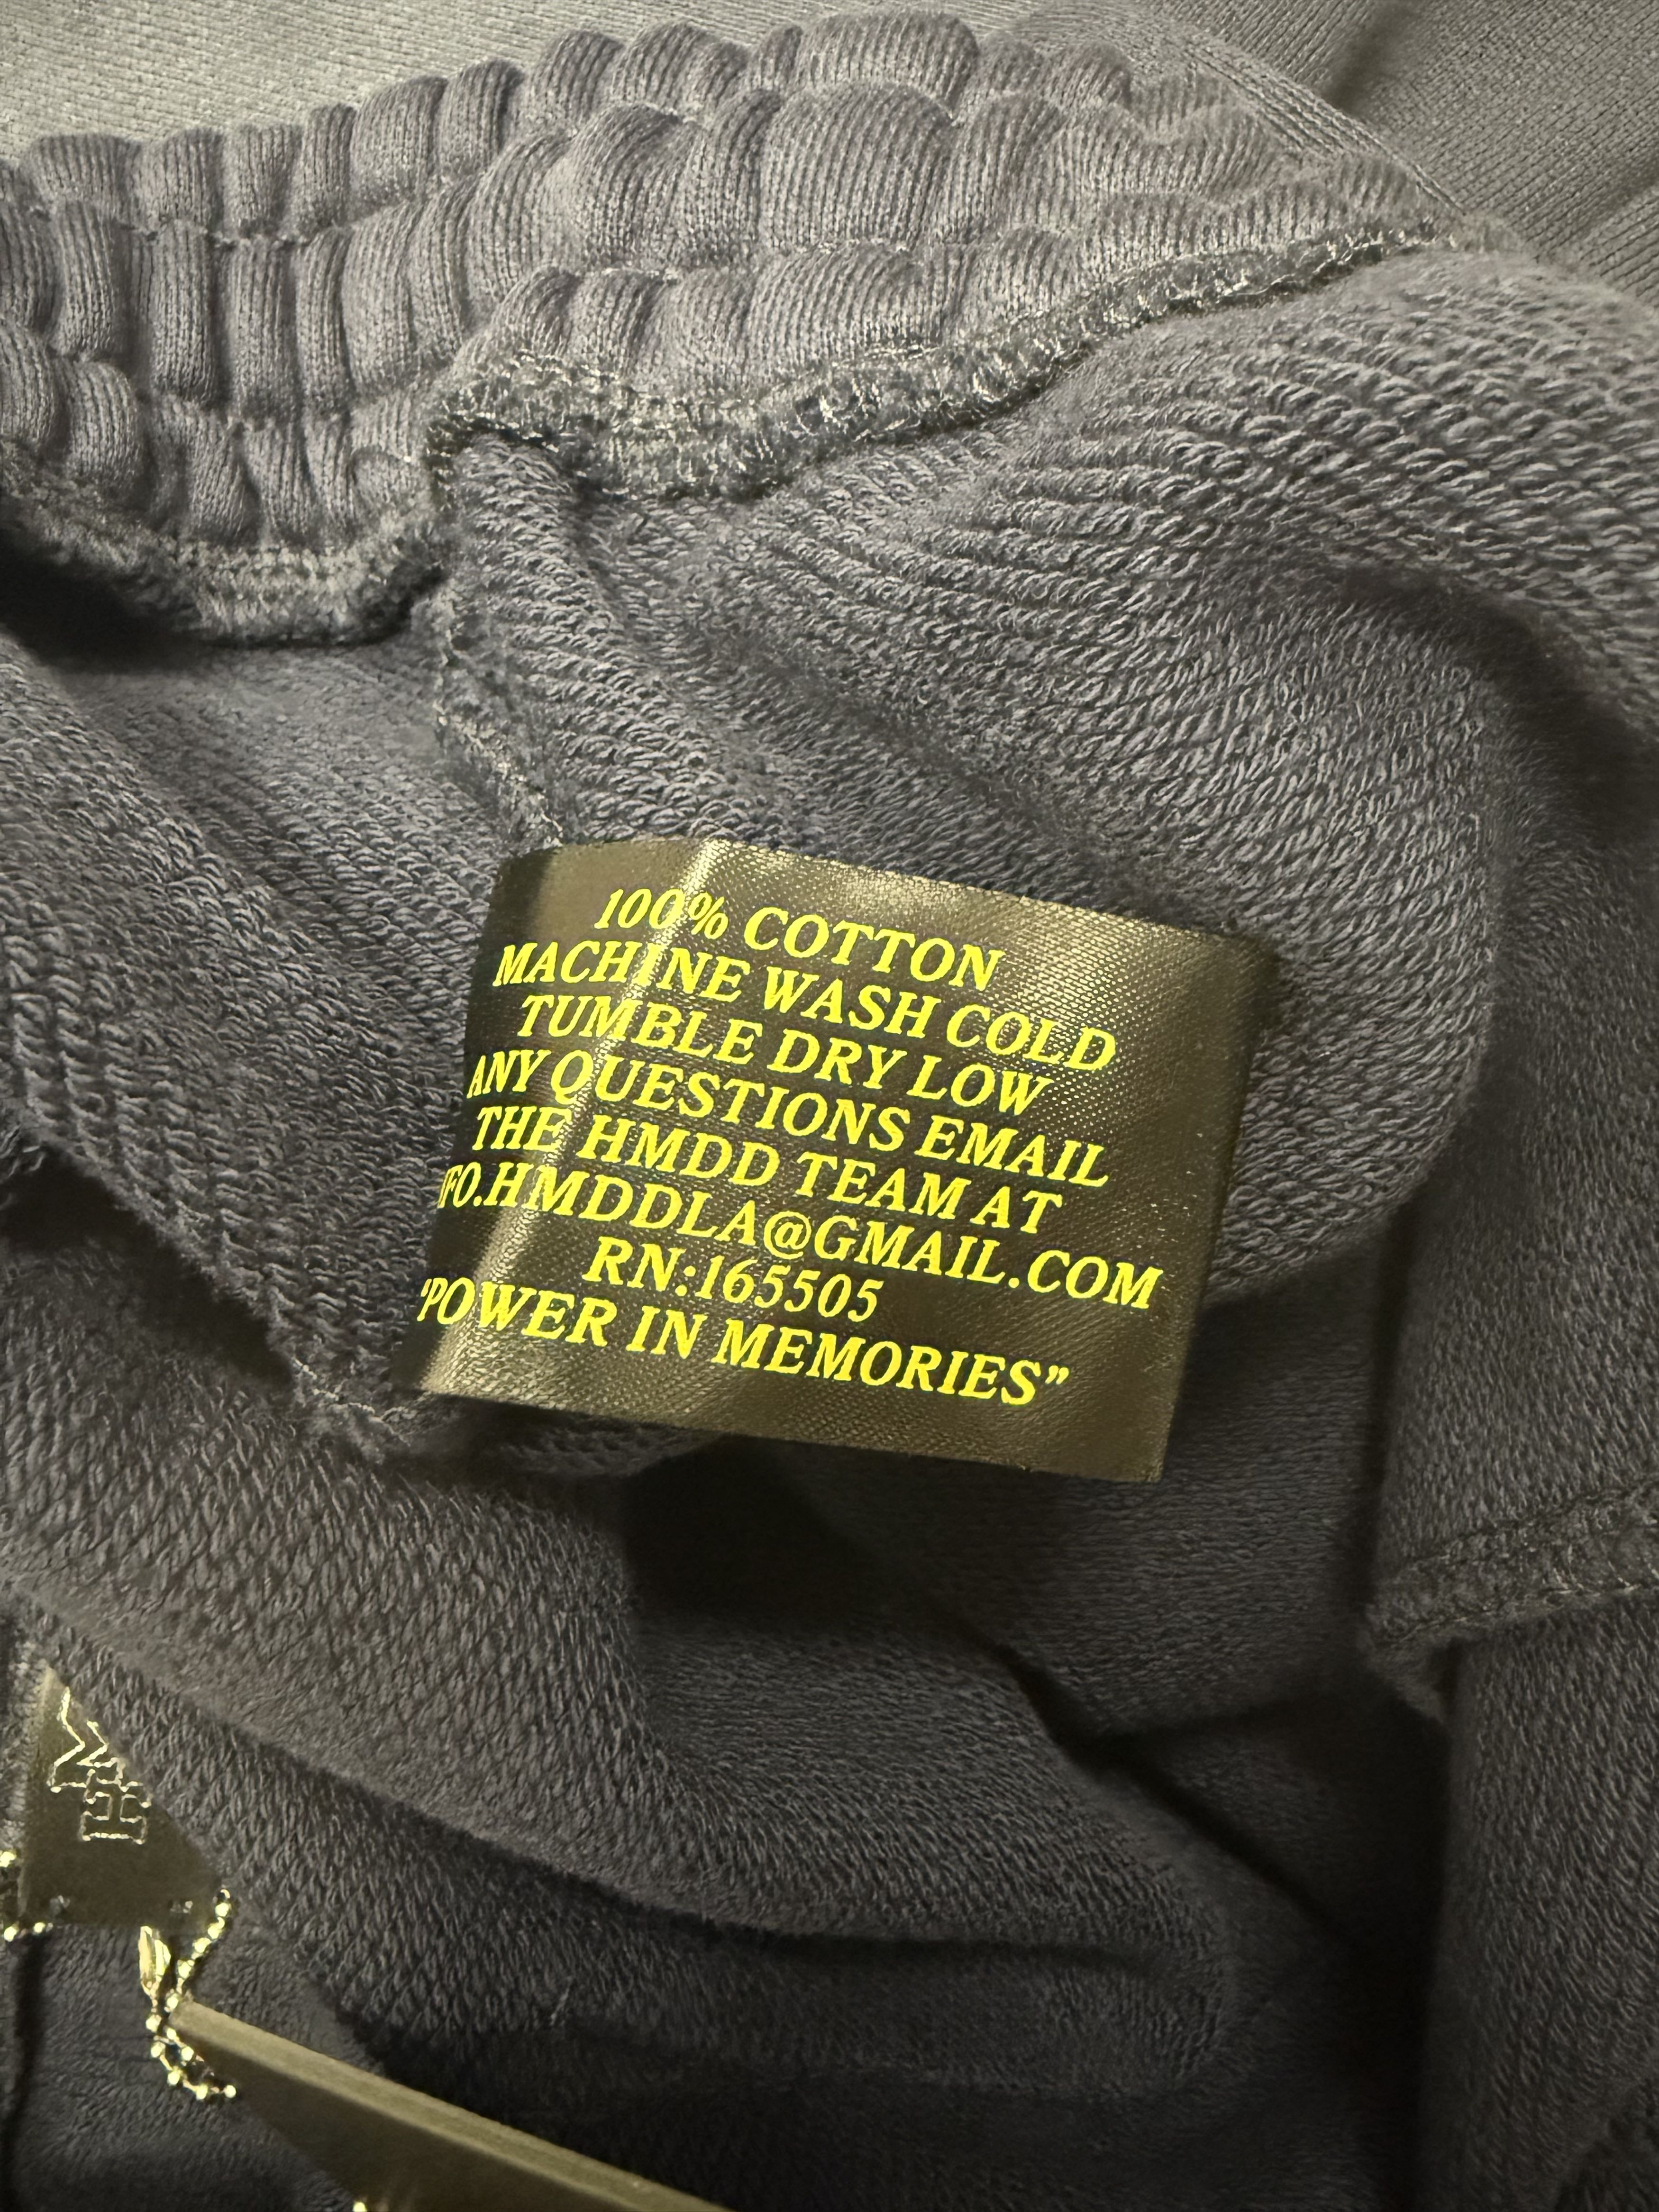 100% COTTON
MACHINE WASH COLD
TUMBLE DRY LOW
ANY QUESTIONS EMAIL
THE HMDD TEAM AT
FO.HMDDLA@GMAIL.COM
RN:165505
"POWER IN MEMORIES"
HM